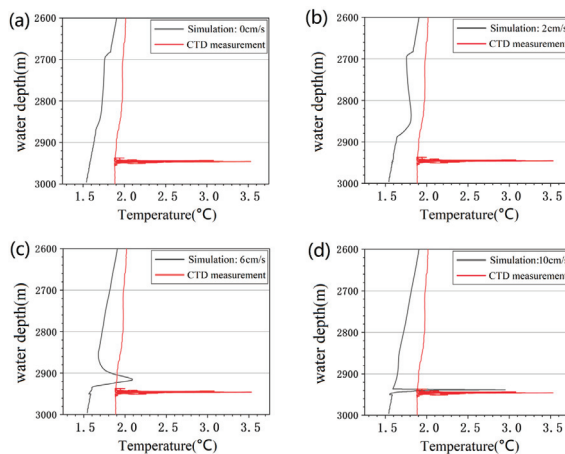 (a)
Simulation: 0cm/s
CTD measurement
water depth(m)
2600
2700
2800
2900
3000
1.5 2.0 2.5 3.0 3.5
Temperature(°C)
(b)
Simulation: 2cm/s
CTD measurement
water depth(m)
2600
2700
2800
2900
3000
1.5 2.0 2.5 3.0 3.5
Temperature(°C)
(c)
Simulation: 6cm/s
CTD measurement
water depth(m)
2600
2700
2800
2900
3000
1.5 2.0 2.5 3.0 3.5
Temperature(°C)
(d)
Simulation:10cm/s
CTD measurement
water depth(m)
2600
2700
2800
2900
3000
1.5 2.0 2.5 3.0 3.5
Temperature(°C)